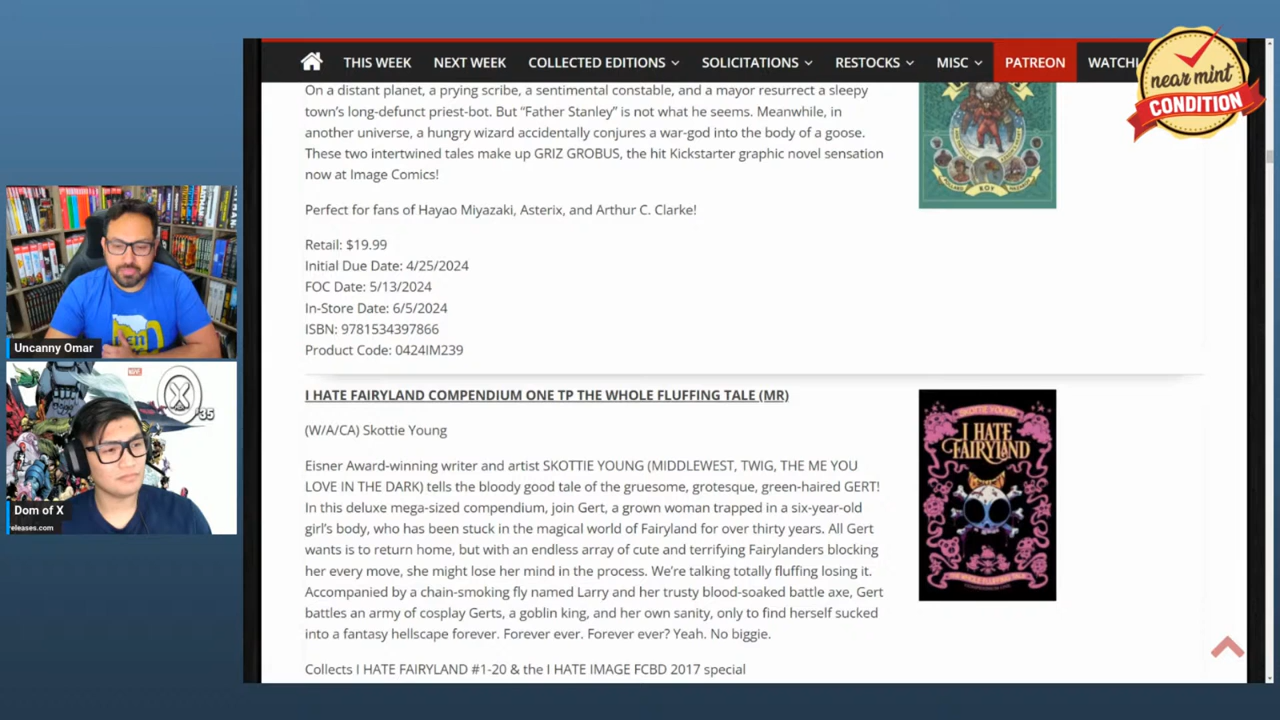 THIS WEEK NEXT WEEK COLLECTED EDITIONS SOLICITATIONS RESTOCKS MISC PATREON WATCHL
near mint
CONDITION
On a distant planet, a prying scribe, a sentimental constable, and a mayor resurrect a sleepy
town's long-defunct priest-bot. But “Father Stanley” is not what he seems. Meanwhile, in
another universe, a hungry wizard accidentally conjures a war-god into the body of a goose.
These two intertwined tales make up GRIZ GROBUS, the hit Kickstarter graphic novel sensation
now at Image Comics!
Perfect for fans of Hayao Miyazaki, Asterix, and Arthur C. Clarke!
ROY
Retail: $19.99
Initial Due Date: 4/25/2024
FOC Date: 5/13/2024
In-Store Date: 6/5/2024
ISBN: 9781534397866
Product Code: 0424IM239
Uncanny Omar
#35
Dom of X
releases.com
I HATE FAIRYLAND COMPENDIUM ONE TP THE WHOLE FLUFFING TALE (MR)
(W/A/CA) Skottie Young
Eisner Award-winning writer and artist SKOTTIE YOUNG (MIDDLEWEST, TWIG, THE ME YOU
LOVE IN THE DARK) tells the bloody good tale of the gruesome, grotesque, green-haired GERT!
In this deluxe mega-sized compendium, join Gert, a grown woman trapped in a six-year-old
girl's body, who has been stuck in the magical world of Fairyland for over thirty years. All Gert
wants is to return home, but with an endless array of cute and terrifying Fairylanders blocking
her every move, she might lose her mind in the process. We're talking totally fluffing losing it.
Accompanied by a chain-smoking fly named Larry and her trusty blood-soaked battle axe, Gert
battles an army of cosplay Gerts, a goblin king, and her own sanity, only to find herself sucked
into a fantasy hellscape forever. Forever ever. Forever ever? Yeah. No biggie.
Collects I HATE FAIRYLAND #1-20 & the I HATE IMAGE FCBD 2017 special
SKOTTIE YOUNG
I HATE
FAIRYLAND
THE WHOLE FLUFFING TALE